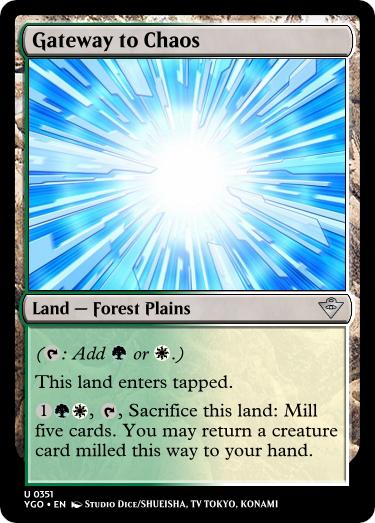 Gateway to Chaos
Land — Forest Plains
(: Add or .)
This land enters tapped.
1, , Sacrifice this land: Mill
five cards. You may return a creature
card milled this way to your hand.
U 0351
YGO • EN Studio Dice/SHUEISHA, TV TOKYO, KONAMI